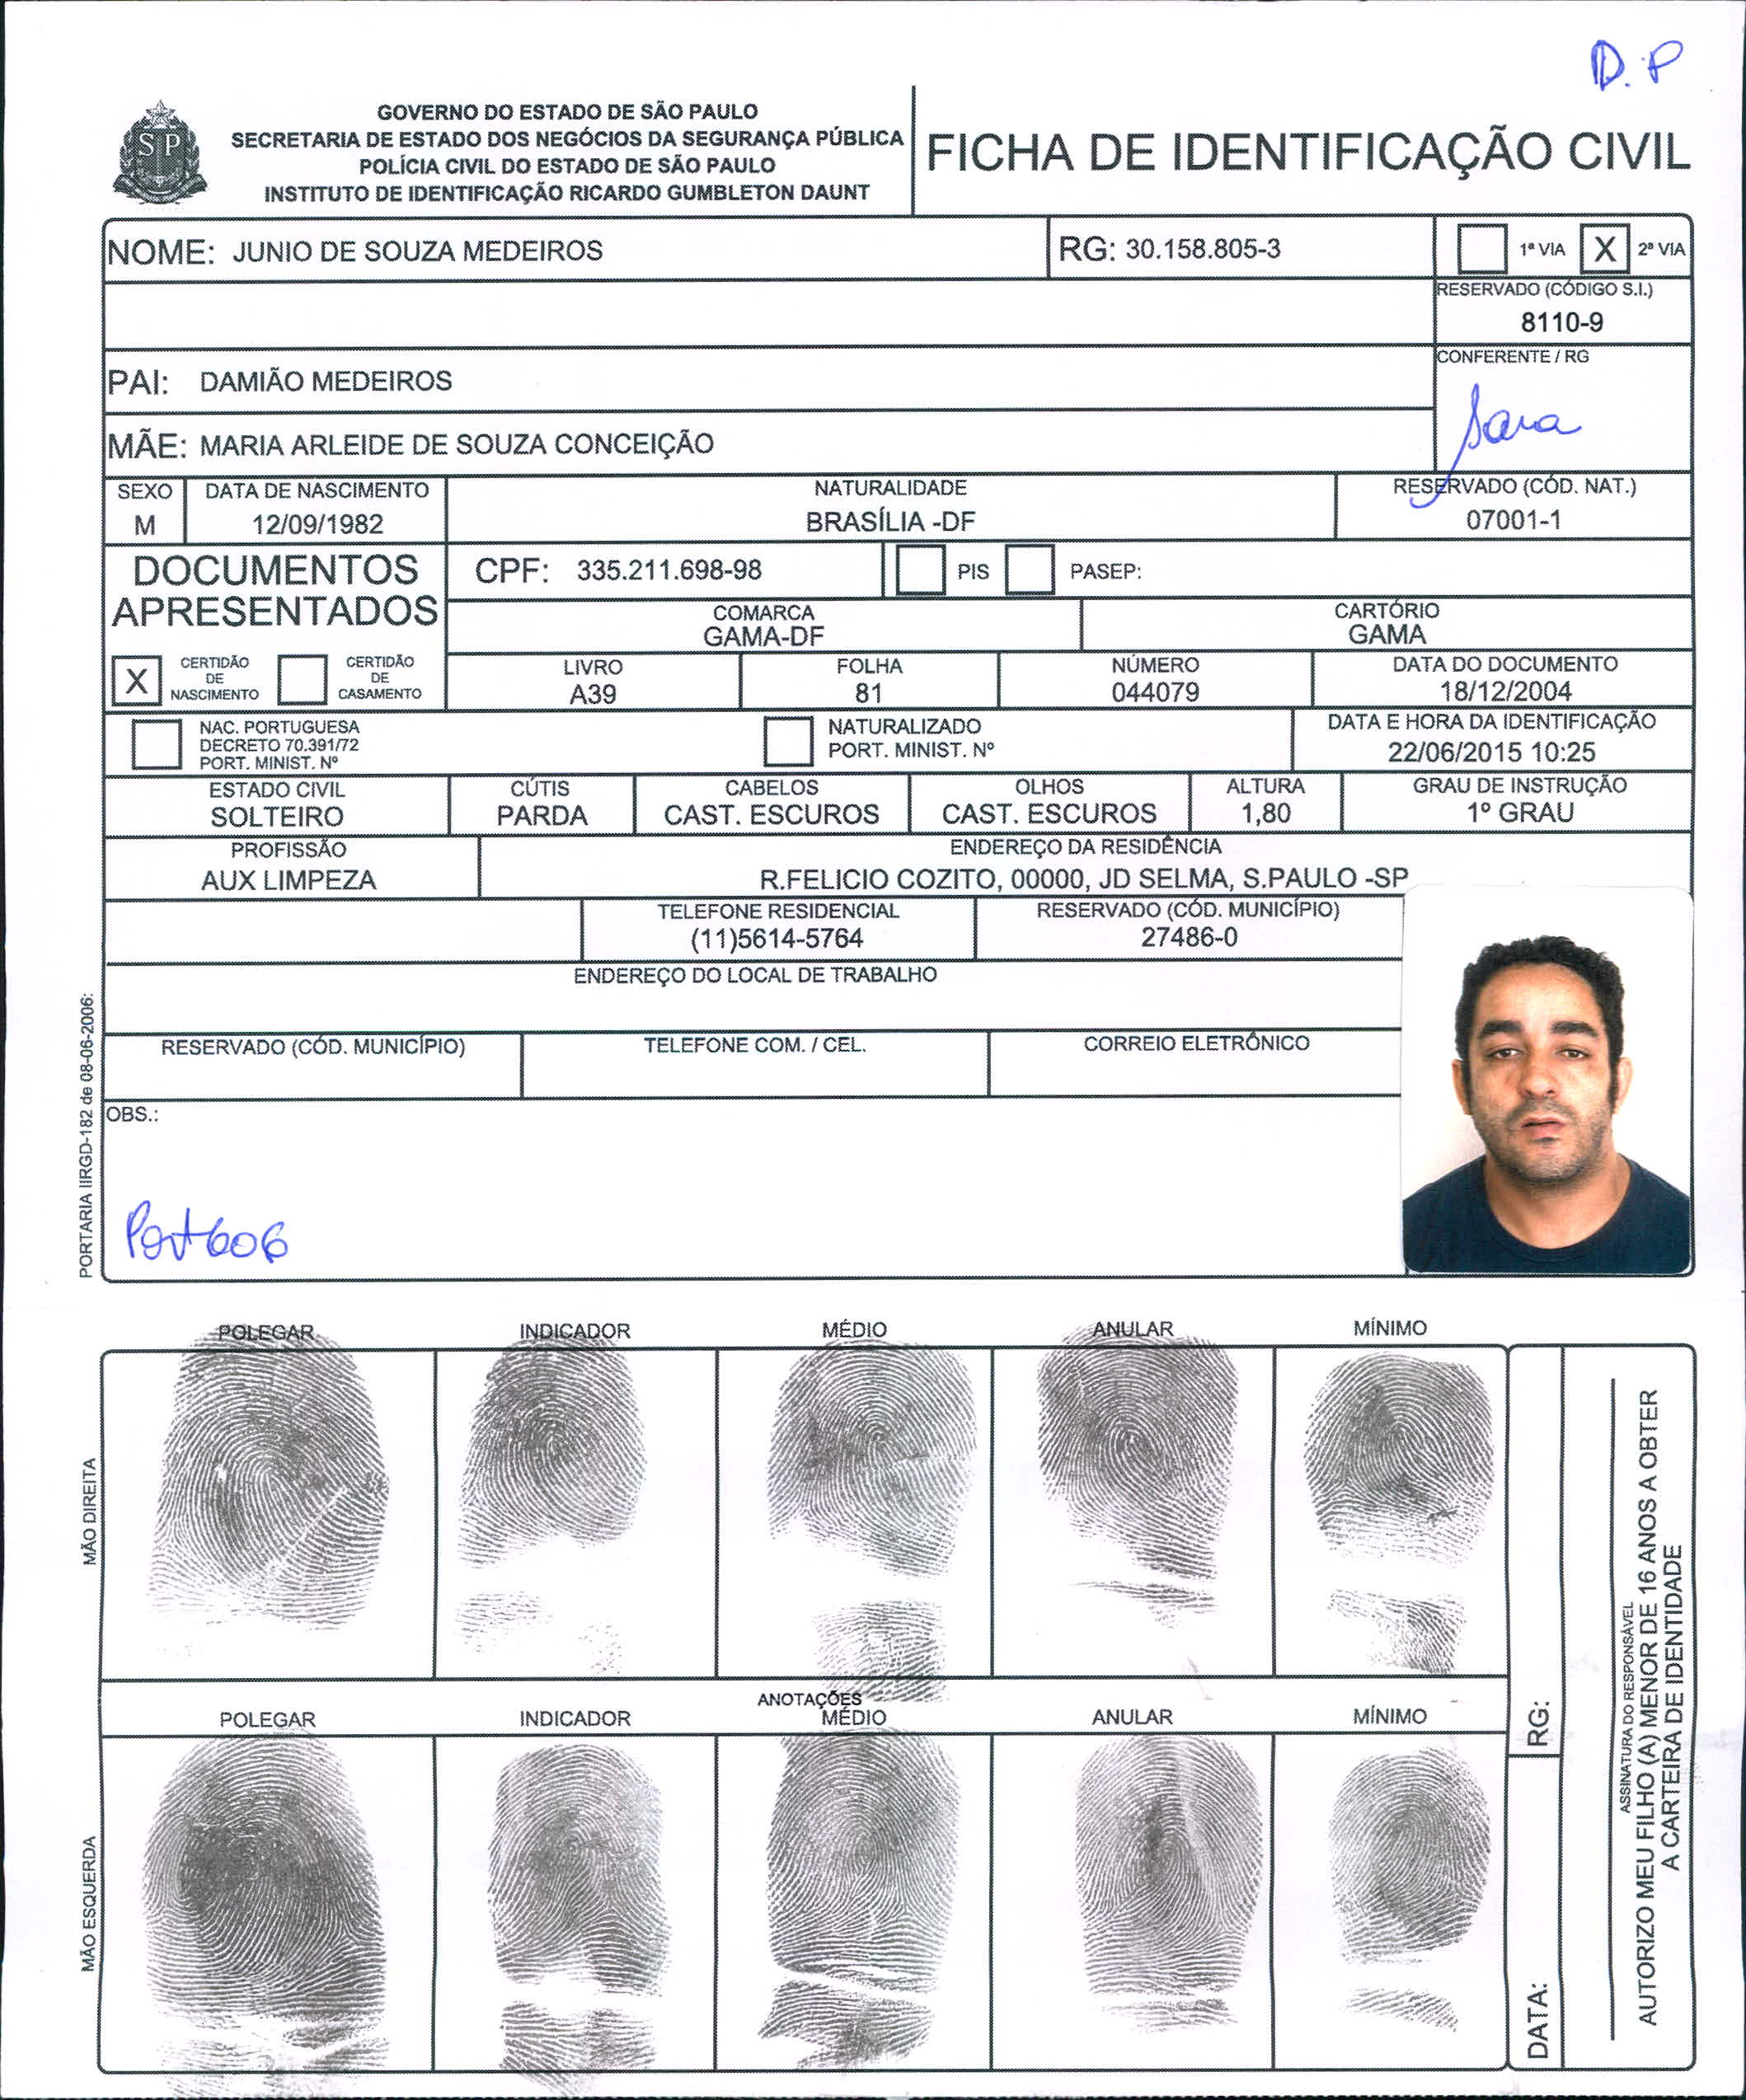 D. P
GOVERNO DO ESTADO DE SÃO PAULO
SECRETARIA DE ESTADO DOS NEGÓCIOS DA SEGURANÇA PÚBLICA
POLÍCIA CIVIL DO ESTADO DE SÃO PAULO
INSTITUTO DE IDENTIFICAÇÃO RICARDO GUMBLETON DAUNT
SP
FICHA DE IDENTIFICAÇÃO CIVIL
NOME: JUNIO DE SOUZA MEDEIROS
RG: 30.158.805-3
1ª VIA X 2ª VIA
RESERVADO (CÓDIGO S.I.)
8110-9
PAI: DAMIÃO MEDEIROS
CONFERENTE / RG
Sara
MÃE: MARIA ARLEIDE DE SOUZA CONCEIÇÃO
SEXO
M
DATA DE NASCIMENTO
12/09/1982
NATURALIDADE
BRASÍLIA -DF
RESERVADO (CÓD. NAT.)
07001-1
DOCUMENTOS
APRESENTADOS
CPF: 335.211.698-98
PIS
PASEP:
COMARCA
GAMA-DF
CARTÓRIO
GAMA
X CERTIDÃO
DE
NASCIMENTO
CERTIDÃO
DE
CASAMENTO
LIVRO
A39
FOLHA
81
NÚMERO
044079
DATA DO DOCUMENTO
18/12/2004
NAC. PORTUGUESA
DECRETO 70.391/72
PORT. MINIST. Nº
NATURALIZADO
PORT. MINIST. Nº
DATA E HORA DA IDENTIFICAÇÃO
22/06/2015 10:25
ESTADO CIVIL
SOLTEIRO
CÚTIS
PARDA
CABELOS
CAST. ESCUROS
OLHOS
CAST. ESCUROS
ALTURA
1,80
GRAU DE INSTRUÇÃO
1º GRAU
PROFISSÃO
AUX LIMPEZA
ENDEREÇO DA RESIDÊNCIA
R.FELICIO COZITO, 00000, JD SELMA, S.PAULO -SP
TELEFONE RESIDENCIAL
(11)5614-5764
RESERVADO (CÓD. MUNICÍPIO)
27486-0
ENDEREÇO DO LOCAL DE TRABALHO
RESERVADO (CÓD. MUNICÍPIO)
TELEFONE COM. / CEL.
CORREIO ELETRÔNICO
OBS.:
Port 606
PORTARIA IIRGD-182 de 08-06-2006:
POLEGAR INDICADOR MÉDIO ANULAR MÍNIMO
MÃO DIREITA
ANOTAÇÕES
POLEGAR INDICADOR MÉDIO ANULAR MÍNIMO
MÃO ESQUERDA
RG:
DATA:
ASSINATURA DO RESPONSÁVEL
AUTORIZO MEU FILHO (A) MENOR DE 16 ANOS A OBTER
A CARTEIRA DE IDENTIDADE